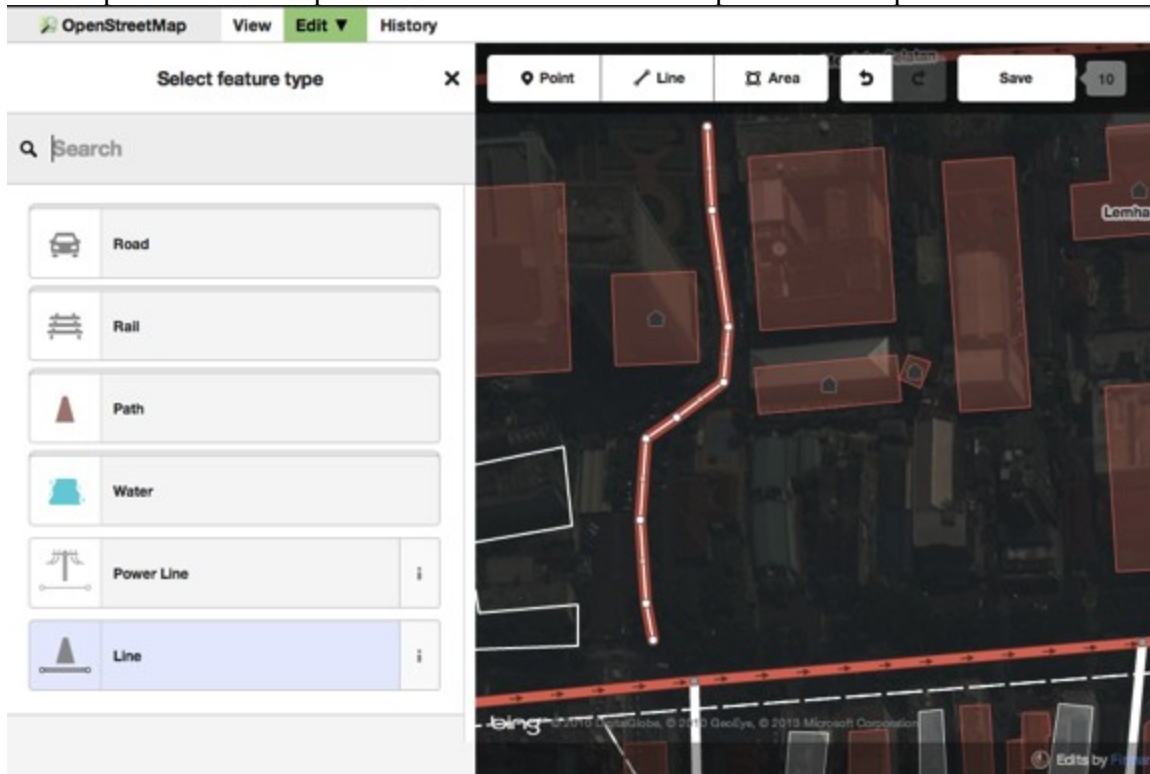 OpenStreetMap View Edit ▼ History
Select feature type
Point Line Area Save 10
Search
Road
Rail
Path
Water
Power Line
Line
Lemha
bing © 2010 DigitalGlobe, © 2010 GeoEye, © 2013 Microsoft Corporation
Edits by